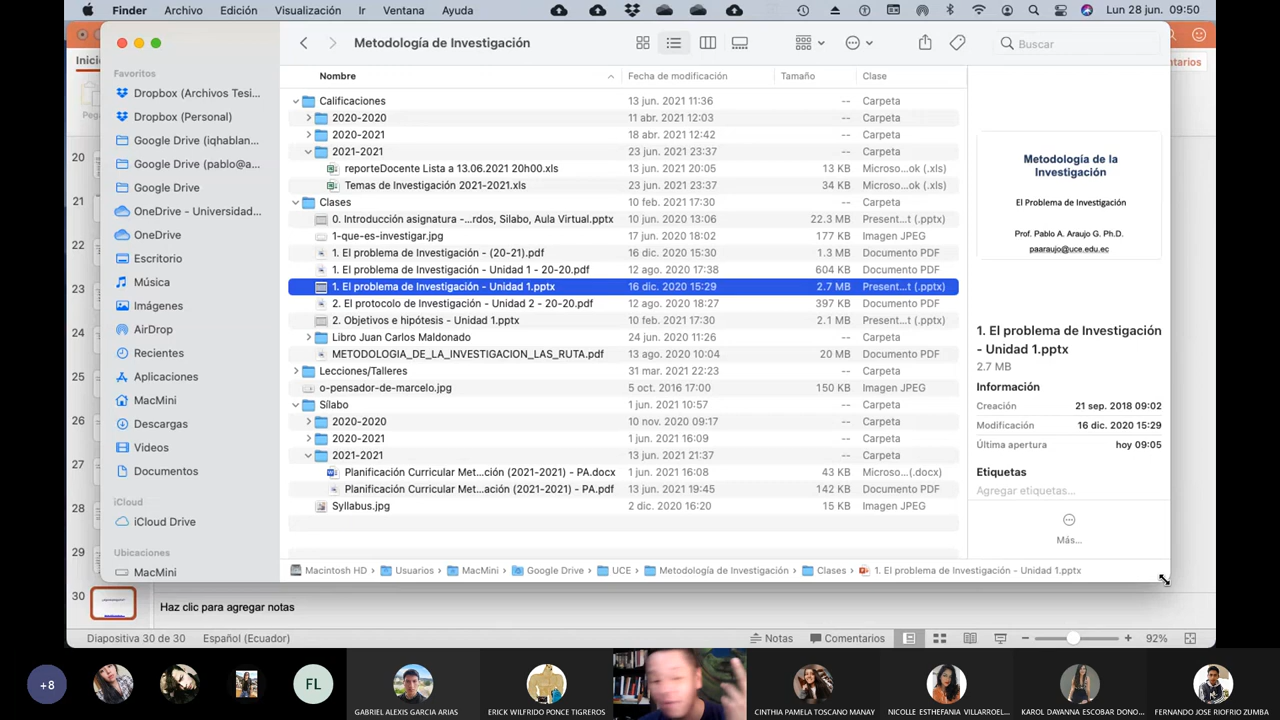 Finder Archivo Edición Visualización Ir Ventana Ayuda Lun 28 jun. 09:50
Metodología de Investigación
Buscar
Inicio
ntarios
Peg
20
21
22
23
24
25
26
27
28
29
30
Favoritos
Dropbox (Archivos Tesi...
Dropbox (Personal)
Google Drive (iqhablan...
Google Drive (pablo@a...
Google Drive
OneDrive - Universidad...
OneDrive
Escritorio
Música
Imágenes
AirDrop
Recientes
Aplicaciones
MacMini
Descargas
Videos
Documentos
iCloud
iCloud Drive
Ubicaciones
MacMini
Nombre Fecha de modificación Tamaño Clase
Calificaciones 13 jun. 2021 11:36 -- Carpeta
2020-2020 11 abr. 2021 12:03 -- Carpeta
2020-2021 18 abr. 2021 12:42 -- Carpeta
2021-2021 23 jun. 2021 23:37 -- Carpeta
reporteDocente Lista a 13.06.2021 20h00.xls 13 jun. 2021 20:05 13 KB Microso...ok (.xls)
Temas de Investigación 2021-2021.xls 23 jun. 2021 23:37 34 KB Microso...ok (.xls)
Clases 10 feb. 2021 17:30 -- Carpeta
0. Introducción asignatura -...rdos, Silabo, Aula Virtual.pptx 10 jun. 2020 13:06 22.3 MB Present...t (.pptx)
1-que-es-investigar.jpg 17 jun. 2020 18:02 177 KB Imagen JPEG
1. El problema de Investigación - (20-21).pdf 16 dic. 2020 15:30 1.3 MB Documento PDF
1. El problema de Investigación - Unidad 1 - 20-20.pdf 12 ago. 2020 17:38 604 KB Documento PDF
1. El problema de Investigación - Unidad 1.pptx 16 dic. 2020 15:29 2.7 MB Present...t (.pptx)
2. El protocolo de Investigación - Unidad 2 - 20-20.pdf 12 ago. 2020 18:27 397 KB Documento PDF
2. Objetivos e hipótesis - Unidad 1.pptx 10 feb. 2021 17:30 2.1 MB Present...t (.pptx)
Libro Juan Carlos Maldonado 24 jun. 2020 11:26 -- Carpeta
METODOLOGIA_DE_LA_INVESTIGACION_LAS_RUTA.pdf 13 ago. 2020 10:04 20 MB Documento PDF
Lecciones/Talleres 31 mar. 2021 22:23 -- Carpeta
o-pensador-de-marcelo.jpg 5 oct. 2016 17:00 150 KB Imagen JPEG
Sílabo 1 jun. 2021 10:57 -- Carpeta
2020-2020 10 nov. 2020 09:17 -- Carpeta
2020-2021 1 jun. 2021 16:09 -- Carpeta
2021-2021 13 jun. 2021 21:37 -- Carpeta
Planificación Curricular Met...ción (2021-2021) - PA.docx 1 jun. 2021 16:08 43 KB Microso...(.docx)
Planificación Curricular Met...ación (2021-2021) - PA.pdf 13 jun. 2021 19:45 142 KB Documento PDF
Syllabus.jpg 2 dic. 2020 16:20 15 KB Imagen JPEG
Metodología de la
Investigación
El Problema de Investigación
Prof. Pablo A. Araujo G. Ph.D.
paaraujo@uce.edu.ec
1. El problema de Investigación
- Unidad 1.pptx
2.7 MB
Información
Creación 21 sep. 2018 09:02
Modificación 16 dic. 2020 15:29
Última apertura hoy 09:05
Etiquetas
Agregar etiquetas...
Más...
Macintosh HD › Usuarios › MacMini › Google Drive › UCE › Metodología de Investigación › Clases › 1. El problema de Investigación - Unidad 1.pptx
Haz clic para agregar notas
Diapositiva 30 de 30 Español (Ecuador) Notas Comentarios 92%
+8
FL
GABRIEL ALEXIS GARCIA ARIAS
ERICK WILFRIDO PONCE TIGREROS
CINTHIA PAMELA TOSCANO MANAY
NICOLLE ESTHEFANIA VILLARROEL...
KAROL DAYANNA ESCOBAR DONO...
FERNANDO JOSE RIOFRIO ZUMBA